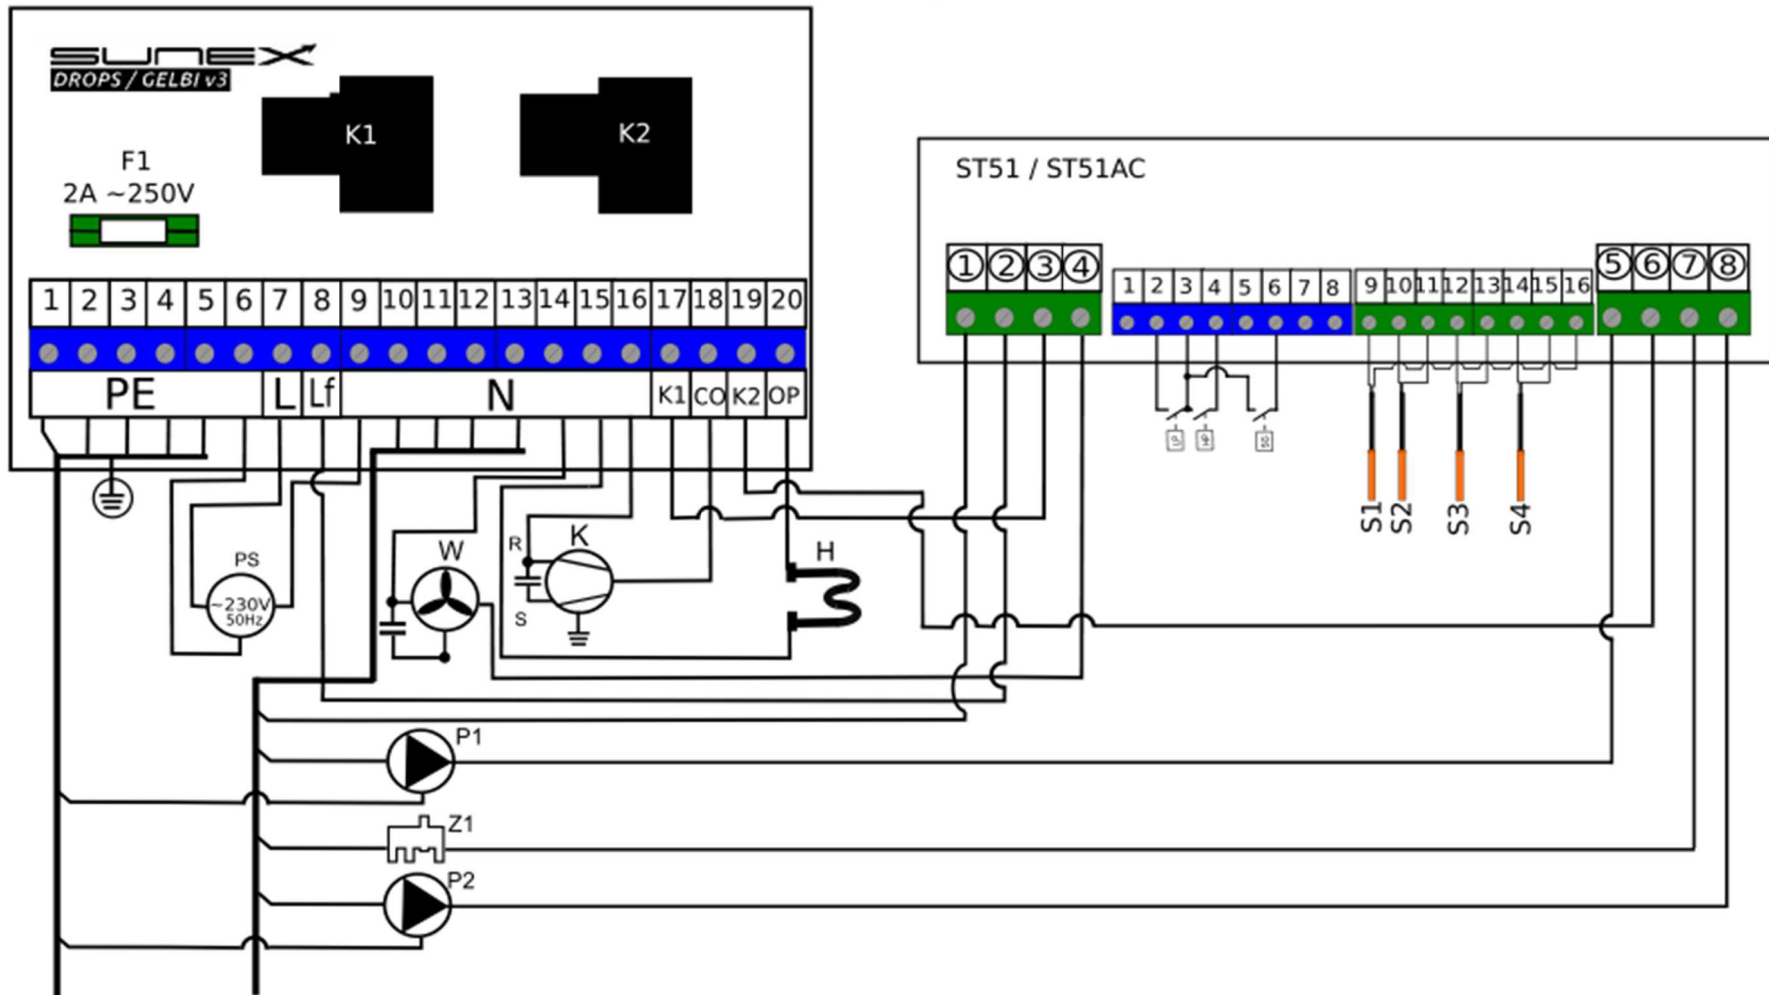 SUNEX
DROPS / GELBI v3
K1
K2
F1
2A ~250V
ST51 / ST51AC
1 2 3 4 5 6 7 8 9 10 11 12 13 14 15 16 17 18 19 20
PE L Lf N K1 CO K2 OP
① ② ③ ④
1 2 3 4 5 6 7 8
9 10 11 12 13 14 15 16
⑤ ⑥ ⑦ ⑧
S1 S2 S3 S4
PS
~230V
50Hz
W
R
K
S
H
P1
Z1
P2